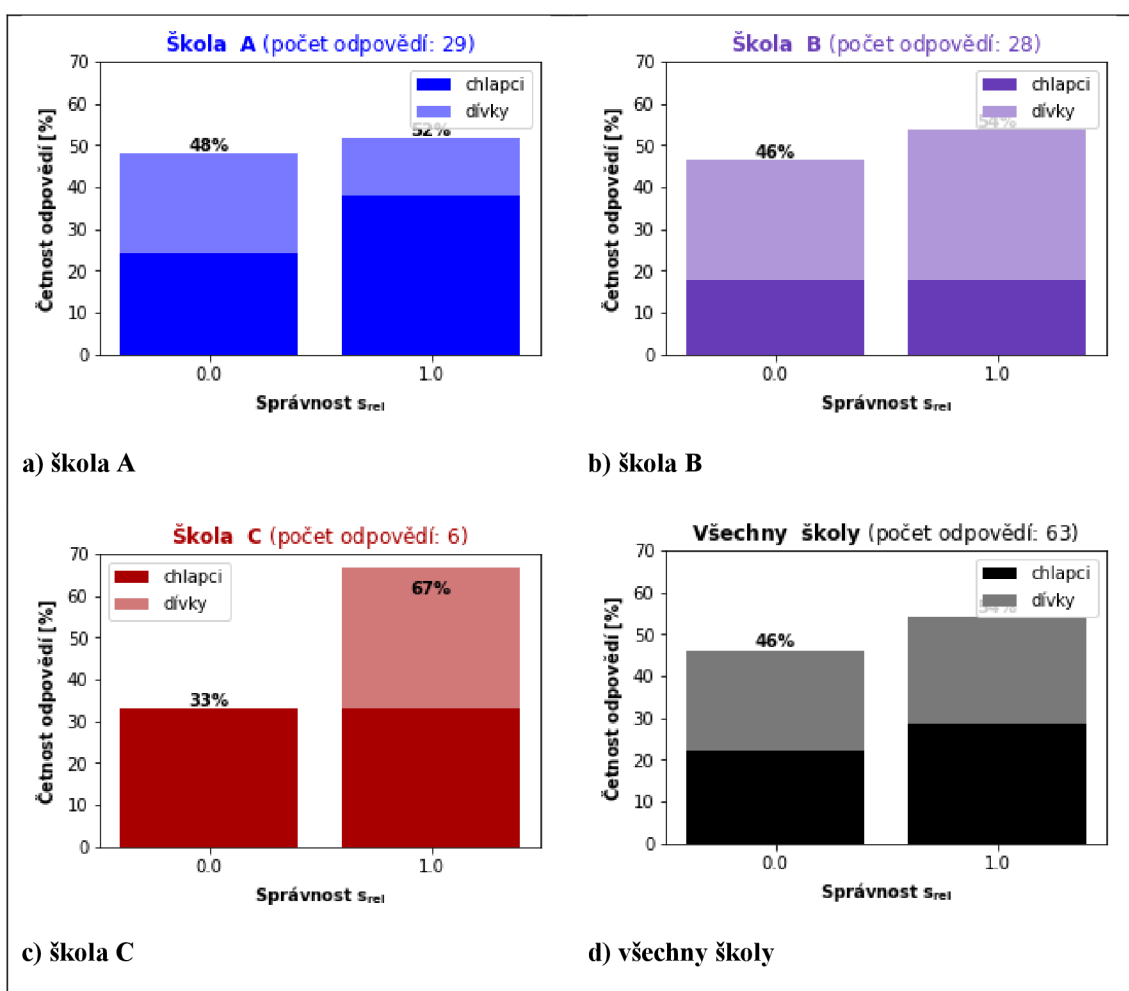 Škola A (počet odpovědí: 29)
Četnost odpovědí [%]
70
60
50
40
30
20
10
0
chlapci
dívky
48%
52%
0.0
1.0
Správnost s_rel
a) škola A
Škola B (počet odpovědí: 28)
Četnost odpovědí [%]
70
60
50
40
30
20
10
0
chlapci
dívky
46%
54%
0.0
1.0
Správnost s_rel
b) škola B
Škola C (počet odpovědí: 6)
Četnost odpovědí [%]
70
60
50
40
30
20
10
0
chlapci
dívky
33%
67%
0.0
1.0
Správnost s_rel
c) škola C
Všechny školy (počet odpovědí: 63)
Četnost odpovědí [%]
70
60
50
40
30
20
10
0
chlapci
dívky
46%
54%
0.0
1.0
Správnost s_rel
d) všechny školy